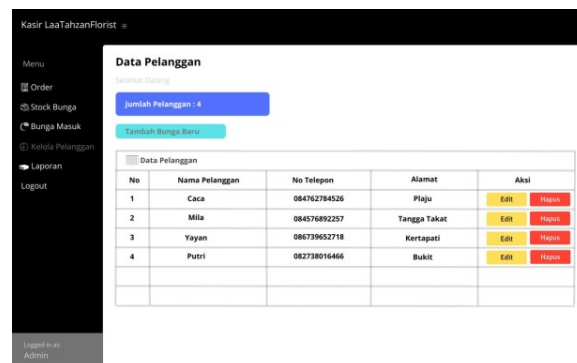 Kasir LaaTahzanFlorist ≡
Menu
Order
Stock Bunga
Bunga Masuk
Kelola Pelanggan
Laporan
Logout
Logged in as:
Admin
Data Pelanggan
Selamat Datang
Jumlah Pelanggan : 4
Tambah Bunga Baru
Data Pelanggan
No Nama Pelanggan No Telepon Alamat Aksi
1 Caca 084762784526 Plaju Edit Hapus
2 Mila 084576892257 Tangga Takat Edit Hapus
3 Yayan 086739652718 Kertapati Edit Hapus
4 Putri 082738016466 Bukit Edit Hapus